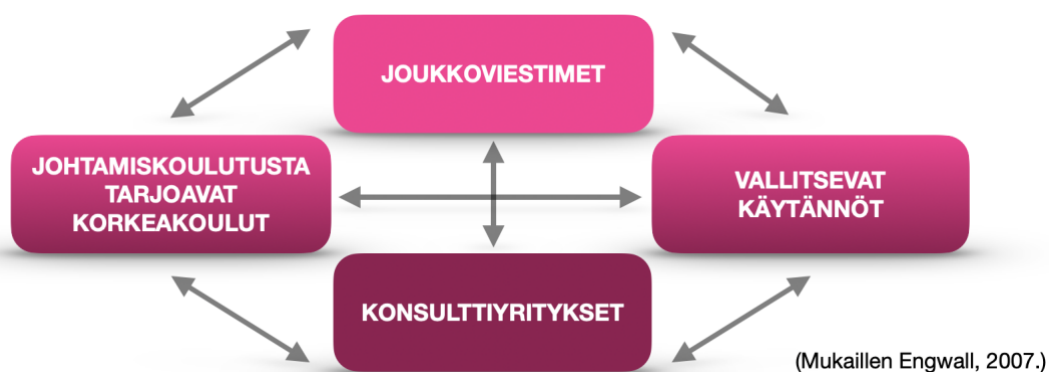 JOUKKOVIESTIMET
JOHTAMISKOULUTUSTA
TARJOAVAT
KORKEAKOULUT
VALLITSEVAT
KÄYTÄNNÖT
KONSULTTIYRITYKSET
(Mukaillen Engwall, 2007.)